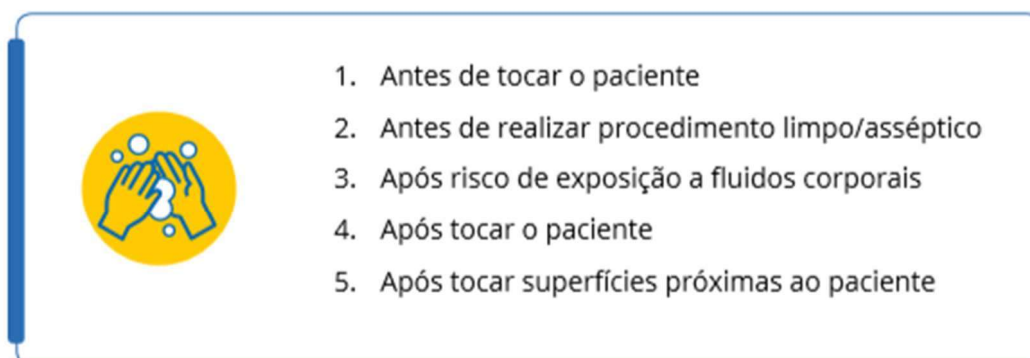 1. Antes de tocar o paciente
2. Antes de realizar procedimento limpo/asséptico
3. Após risco de exposição a fluidos corporais
4. Após tocar o paciente
5. Após tocar superfícies próximas ao paciente